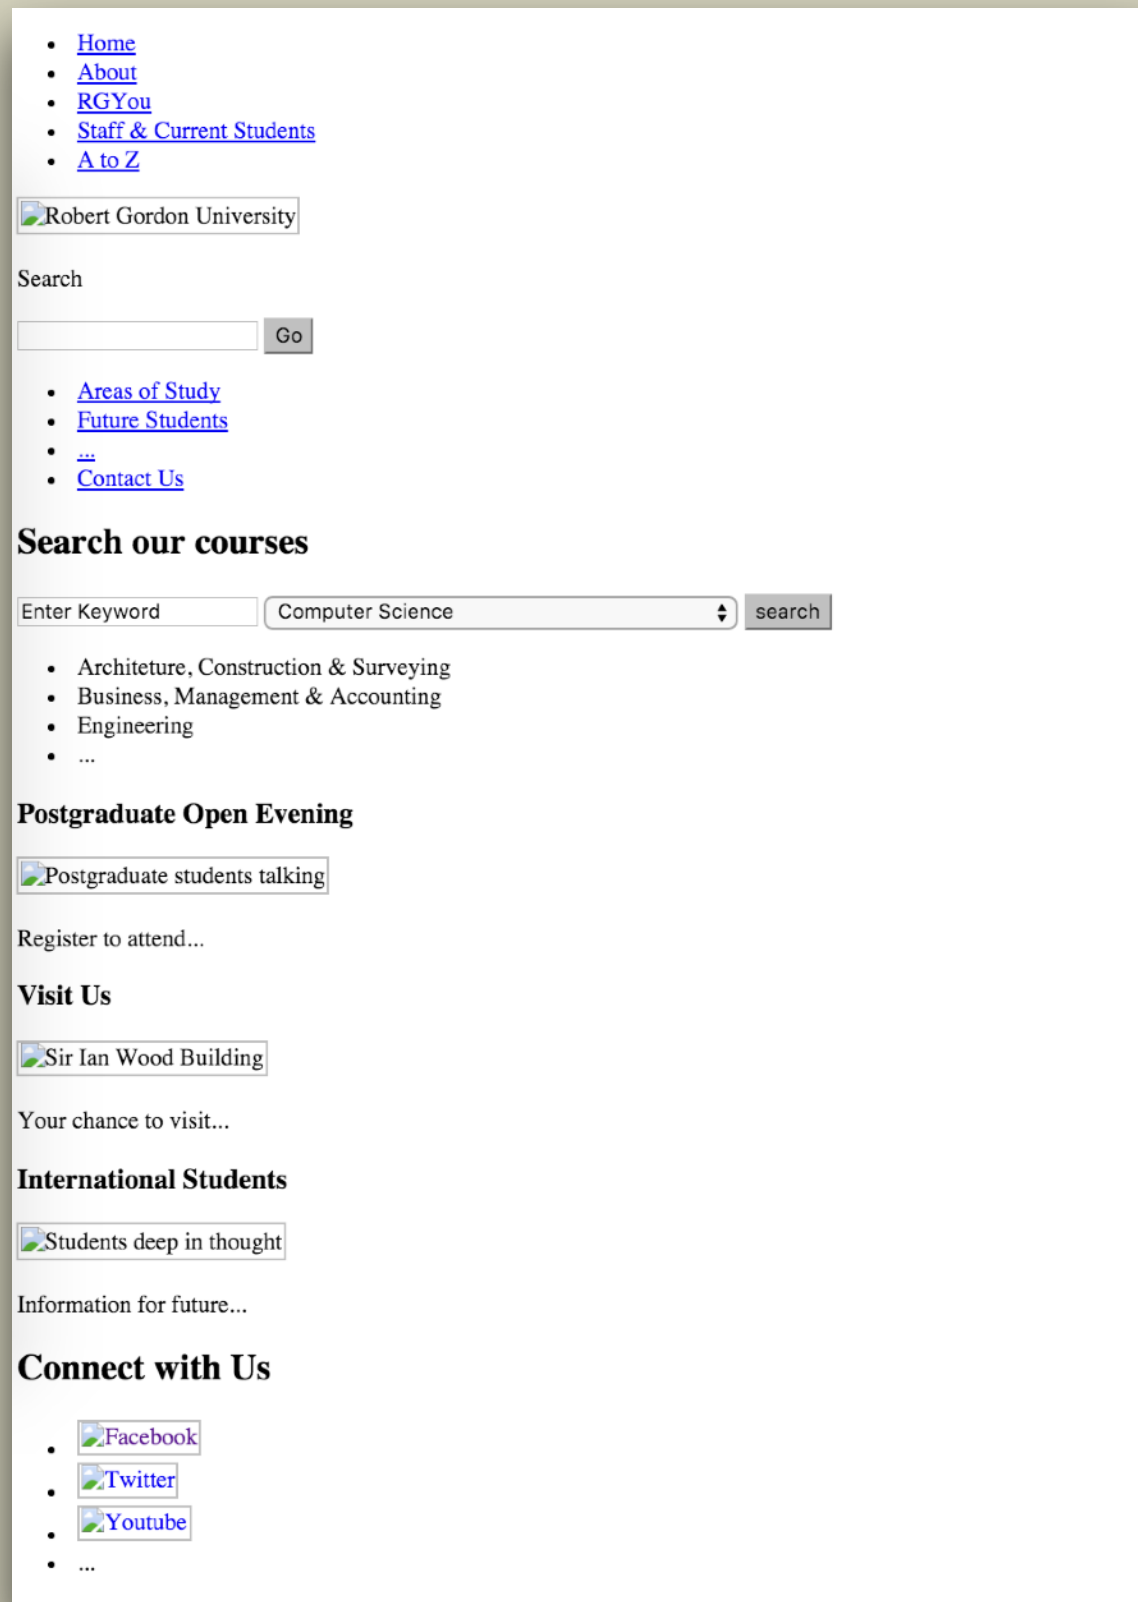 Home
About
RGYou
Staff & Current Students
A to Z
Robert Gordon University
Search
Go
Areas of Study
Future Students
...
Contact Us
Search our courses
Enter Keyword Computer Science search
Architeture, Construction & Surveying
Business, Management & Accounting
Engineering
...
Postgraduate Open Evening
Postgraduate students talking
Register to attend...
Visit Us
Sir Ian Wood Building
Your chance to visit...
International Students
Students deep in thought
Information for future...
Connect with Us
Facebook
Twitter
Youtube
...